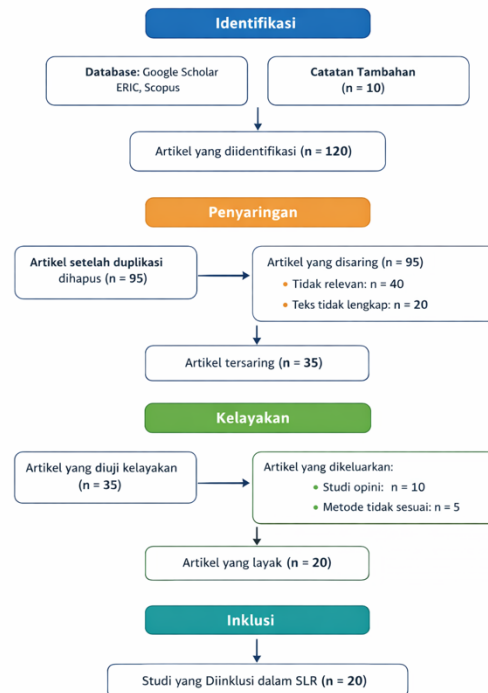 Identifikasi
Database: Google Scholar
ERIC, Scopus
Catatan Tambahan
(n = 10)
Artikel yang diidentifikasi (n = 120)
Penyaringan
Artikel setelah duplikasi
dihapus (n = 95)
Artikel yang disaring (n = 95)
• Tidak relevan: n = 40
• Teks tidak lengkap: n = 20
Artikel tersaring (n = 35)
Kelayakan
Artikel yang diuji kelayakan
(n = 35)
Artikel yang dikeluarkan:
• Studi opini: n = 10
• Metode tidak sesuai: n = 5
Artikel yang layak (n = 20)
Inklusi
Studi yang Diinklusi dalam SLR (n = 20)